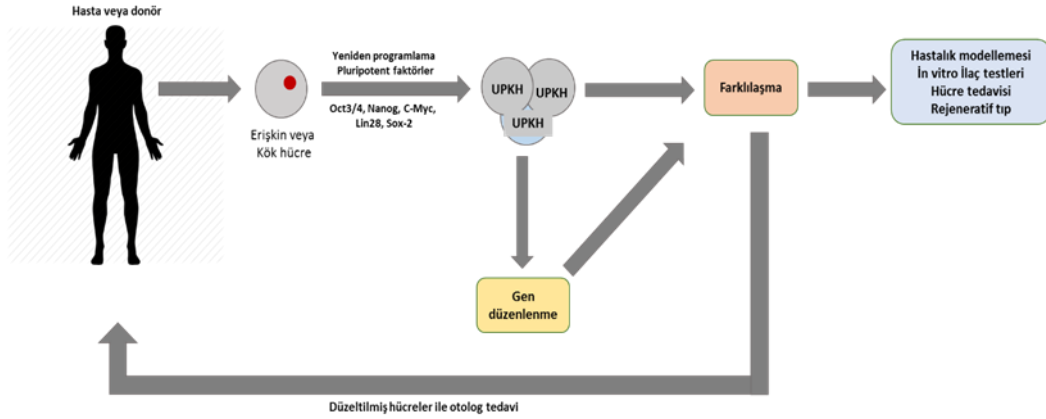 Hasta veya donör
Erişkin veya
Kök hücre
Yeniden programlama
Pluripotent faktörler
Oct3/4, Nanog, C-Myc,
Lin28, Sox-2
UPKH
UPKH
UPKH
Gen
düzenlenme
Farklılaşma
Hastalık modellemesi
İn vitro İlaç testleri
Hücre tedavisi
Rejeneratif tıp
Düzeltilmiş hücreler ile otolog tedavi